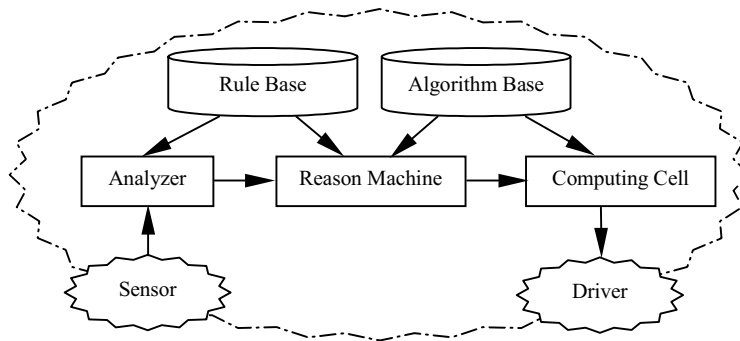 Rule Base
Algorithm Base
Analyzer
Reason Machine
Computing Cell
Sensor
Driver